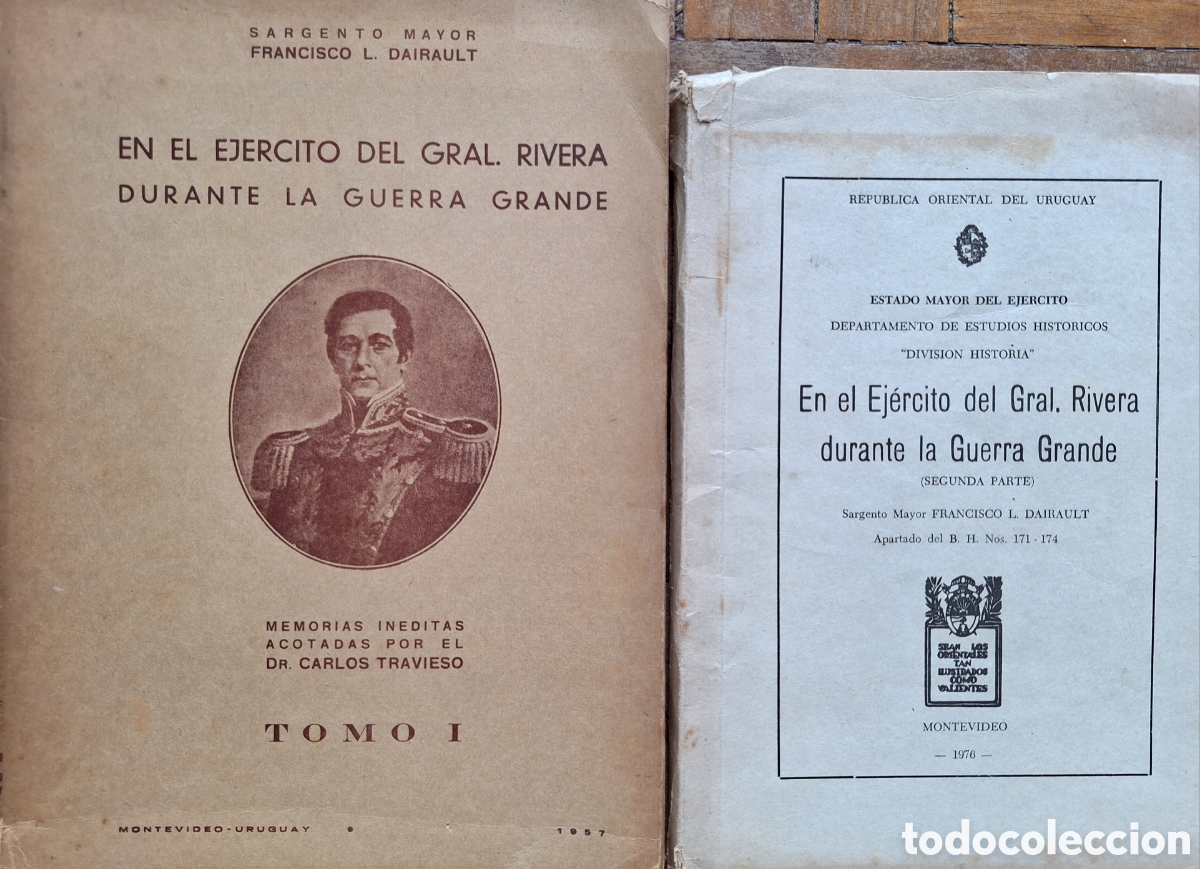 SARGENTO MAYOR
FRANCISCO L. DAIRAULT
EN EL EJERCITO DEL GRAL. RIVERA
DURANTE LA GUERRA GRANDE
MEMORIAS INEDITAS
ACOTADAS POR EL
DR. CARLOS TRAVIESO
TOMO I
MONTEVIDEO-URUGUAY
1957
REPUBLICA ORIENTAL DEL URUGUAY
ESTADO MAYOR DEL EJERCITO
DEPARTAMENTO DE ESTUDIOS HISTORICOS
"DIVISION HISTORIA"
En el Ejército del Gral. Rivera
durante la Guerra Grande
(SEGUNDA PARTE)
Sargento Mayor FRANCISCO L. DAIRAULT
Apartado del B. H. Nos. 171 - 174
SEAN LOS
ORIENTALES
TAN
ILUSTRADOS
COMO
VALIENTES
MONTEVIDEO
— 1976 —
todocoleccion